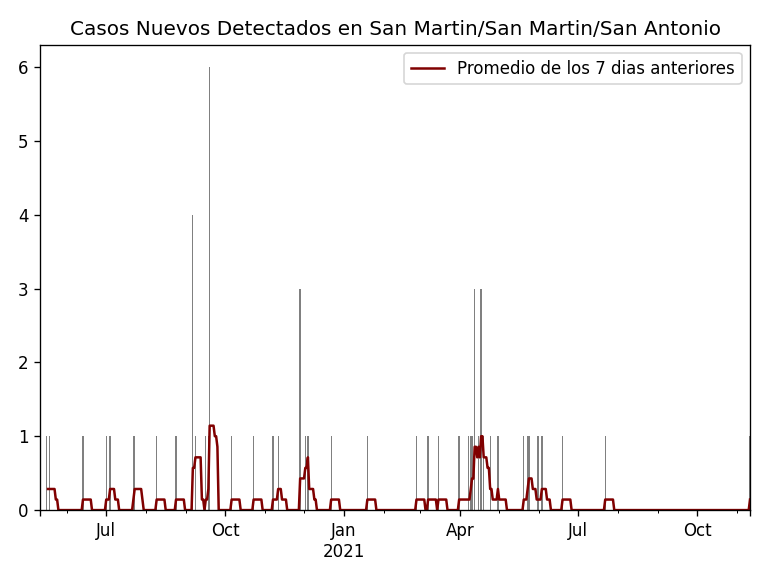 Casos Nuevos Detectados en San Martin/San Martin/San Antonio
Promedio de los 7 dias anteriores
6
5
4
3
2
1
0
Jul Oct Jan Apr Jul Oct
2021